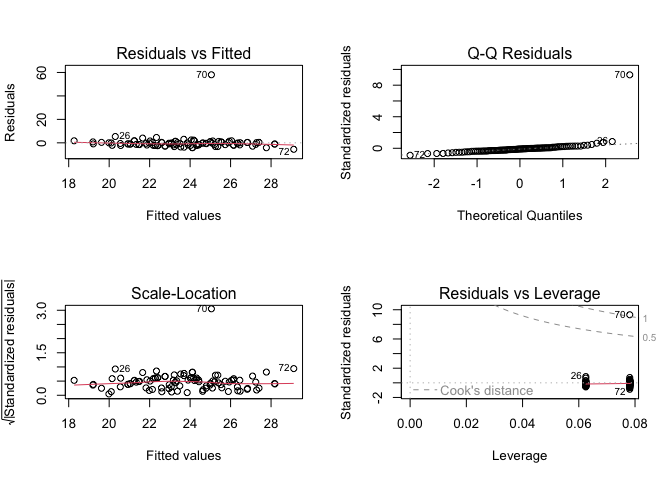 Residuals vs Fitted
Residuals
60
20
0
70
26
72
18 20 22 24 26 28
Fitted values
Q-Q Residuals
Standardized residuals
8
4
0
70
26
72
-2 -1 0 1 2
Theoretical Quantiles
Scale-Location
√|Standardized residuals|
3.0
1.5
0.0
70
26
72
18 20 22 24 26 28
Fitted values
Residuals vs Leverage
Standardized residuals
10
6
2
-2
70
26
72
1
0.5
Cook's distance
0.00 0.02 0.04 0.06 0.08
Leverage